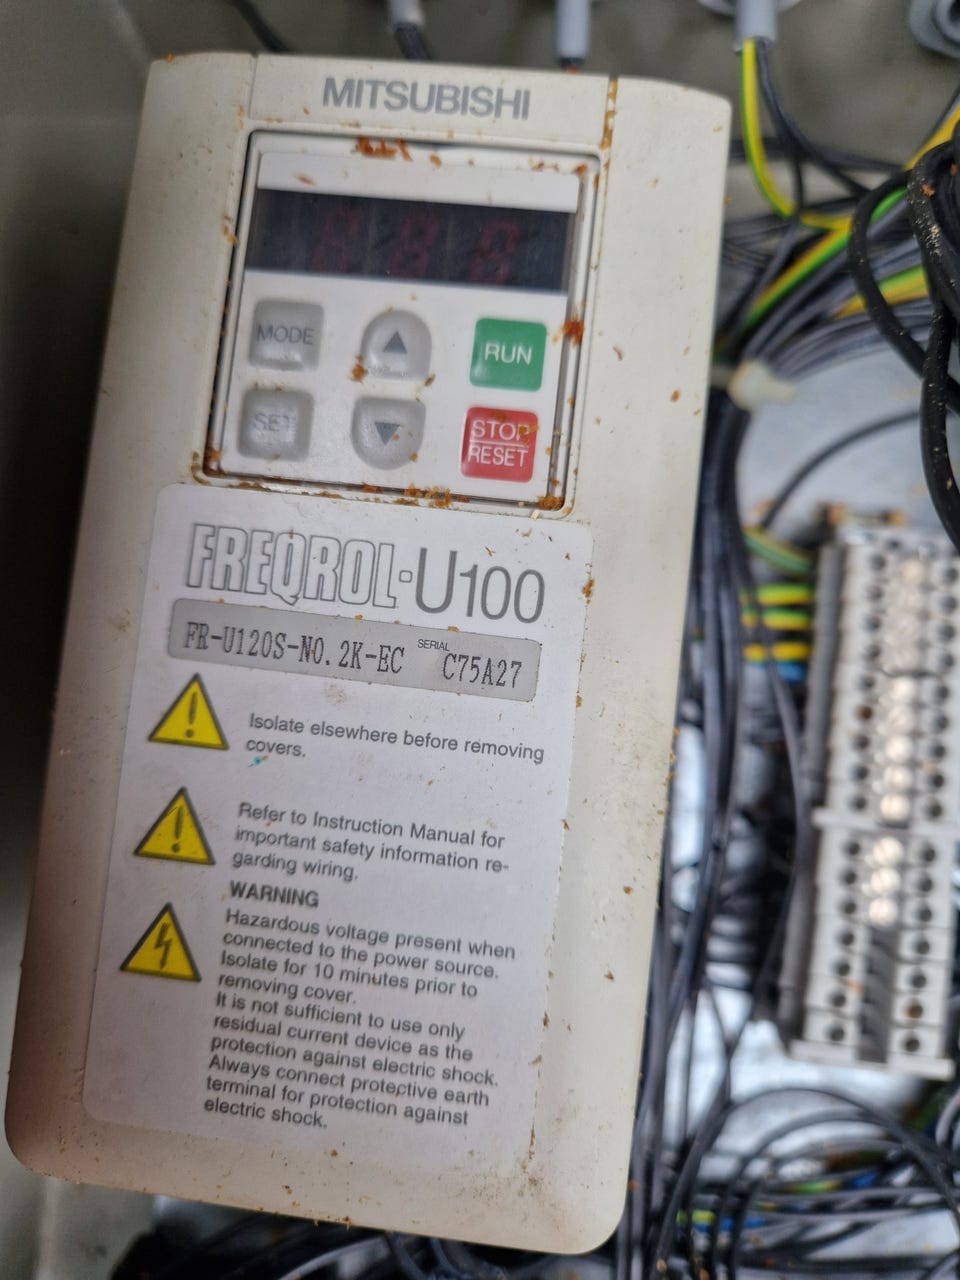 MITSUBISHI
MODE
RUN
SET
STOP
RESET
FREQROL-U100
FR-U120S-N0.2K-EC SERIAL C75A27
Isolate elsewhere before removing
covers.
Refer to Instruction Manual for
important safety information re-
garding wiring.
WARNING
Hazardous voltage present when
connected to the power source.
Isolate for 10 minutes prior to
removing cover.
It is not sufficient to use only
residual current device as the
protection against electric shock.
Always connect protective earth
terminal for protection against
electric shock.